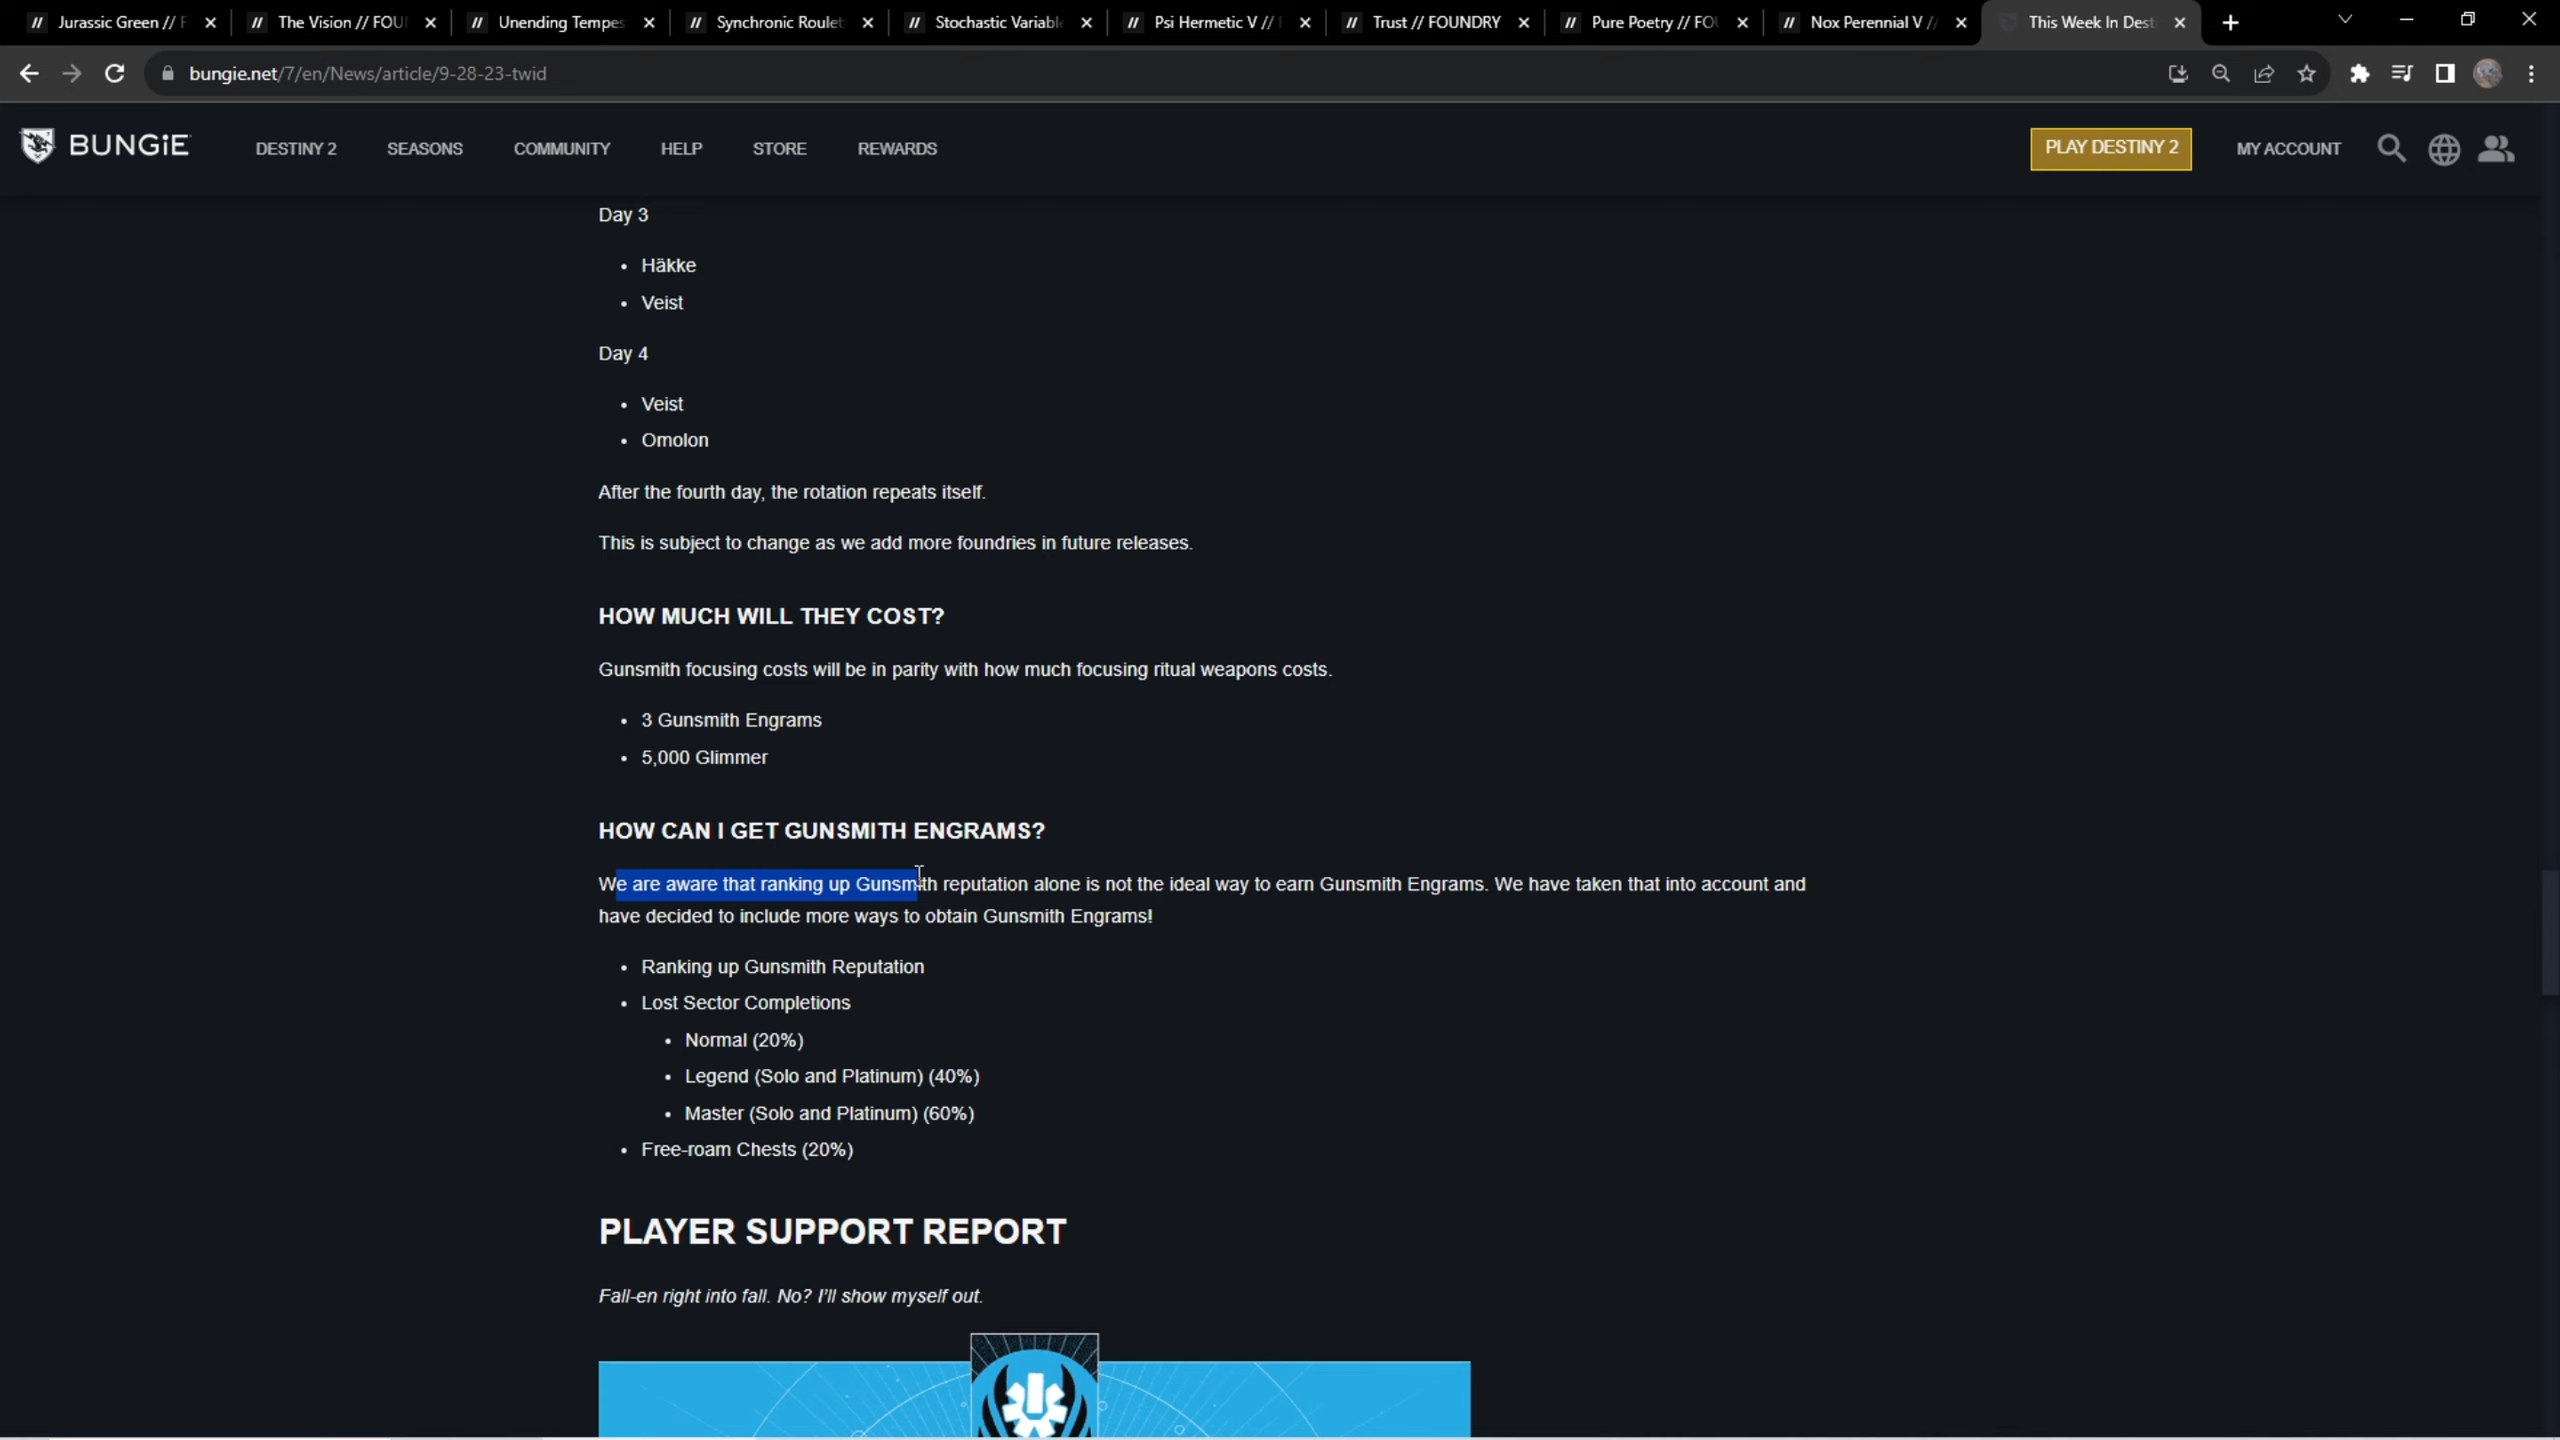 Jurassic Green // F
The Vision // FOU
Unending Tempes
Synchronic Roulet
Stochastic Variabl
Psi Hermetic V //
Trust // FOUNDRY
Pure Poetry // FO
Nox Perennial V //
This Week In Dest
bungie.net/7/en/News/article/9-28-23-twid
BUNGiE
DESTINY 2
SEASONS
COMMUNITY
HELP
STORE
REWARDS
PLAY DESTINY 2
MY ACCOUNT
Day 3
• Häkke
• Veist
Day 4
• Veist
• Omolon
After the fourth day, the rotation repeats itself.
This is subject to change as we add more foundries in future releases.
HOW MUCH WILL THEY COST?
Gunsmith focusing costs will be in parity with how much focusing ritual weapons costs.
• 3 Gunsmith Engrams
• 5,000 Glimmer
HOW CAN I GET GUNSMITH ENGRAMS?
We are aware that ranking up Gunsmith reputation alone is not the ideal way to earn Gunsmith Engrams. We have taken that into account and
have decided to include more ways to obtain Gunsmith Engrams!
• Ranking up Gunsmith Reputation
• Lost Sector Completions
• Normal (20%)
• Legend (Solo and Platinum) (40%)
• Master (Solo and Platinum) (60%)
• Free-roam Chests (20%)
PLAYER SUPPORT REPORT
Fall-en right into fall. No? I'll show myself out.